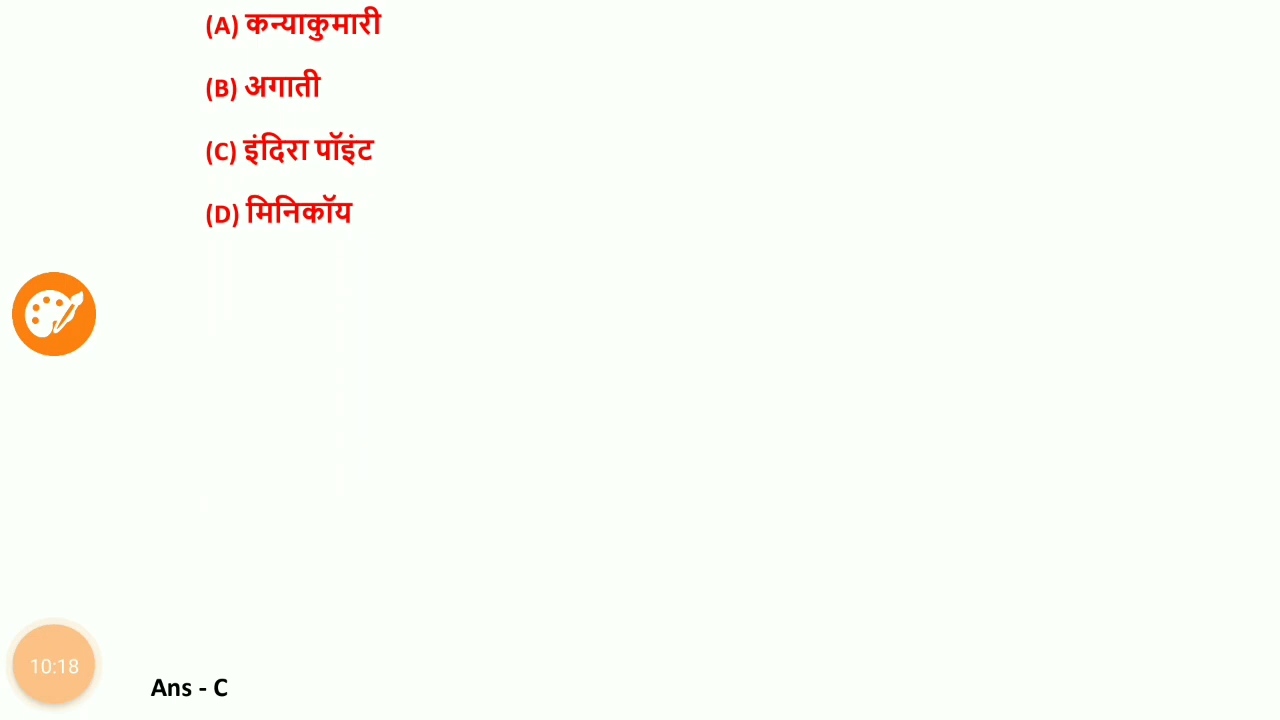 (A) कन्याकुमारी
(B) अगाती
(C) इंदिरा पॉइंट
(D) मिनिकॉय
10:18
Ans - C